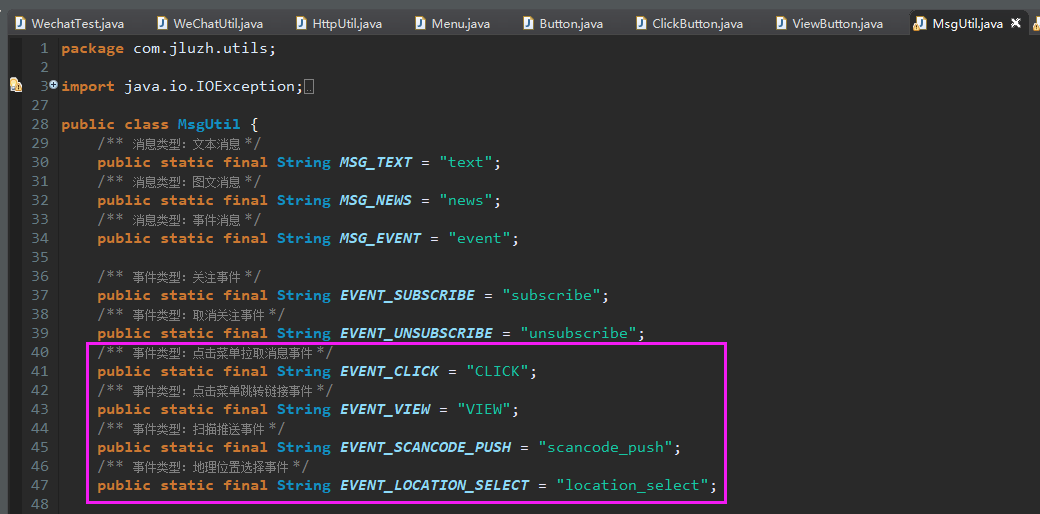 WechatTest.java WeChatUtil.java HttpUtil.java Menu.java Button.java ClickButton.java ViewButton.java MsgUtil.java
1 package com.jluzh.utils;
2
3 import java.io.IOException;
27
28 public class MsgUtil {
29 /** 消息类型：文本消息 */
30 public static final String MSG_TEXT = "text";
31 /** 消息类型：图文消息 */
32 public static final String MSG_NEWS = "news";
33 /** 消息类型：事件消息 */
34 public static final String MSG_EVENT = "event";
35
36 /** 事件类型：关注事件 */
37 public static final String EVENT_SUBSCRIBE = "subscribe";
38 /** 事件类型：取消关注事件 */
39 public static final String EVENT_UNSUBSCRIBE = "unsubscribe";
40 /** 事件类型：点击菜单拉取消息事件 */
41 public static final String EVENT_CLICK = "CLICK";
42 /** 事件类型：点击菜单跳转链接事件 */
43 public static final String EVENT_VIEW = "VIEW";
44 /** 事件类型：扫描推送事件 */
45 public static final String EVENT_SCANCODE_PUSH = "scancode_push";
46 /** 事件类型：地理位置选择事件 */
47 public static final String EVENT_LOCATION_SELECT = "location_select";
48